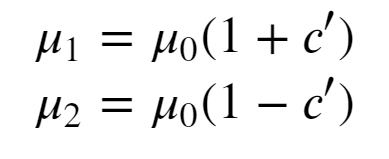 μ₁ = μ₀(1 + c′)
μ₂ = μ₀(1 − c′)